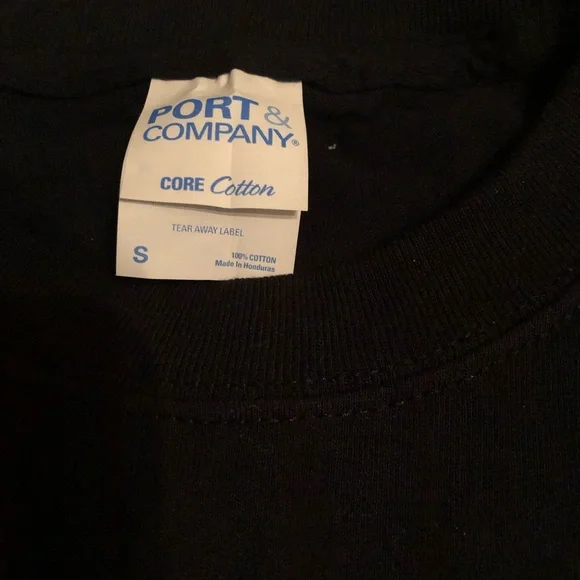 PORT &
COMPANY®
CORE Cotton
TEAR AWAY LABEL
S
100% COTTON
Made In Honduras